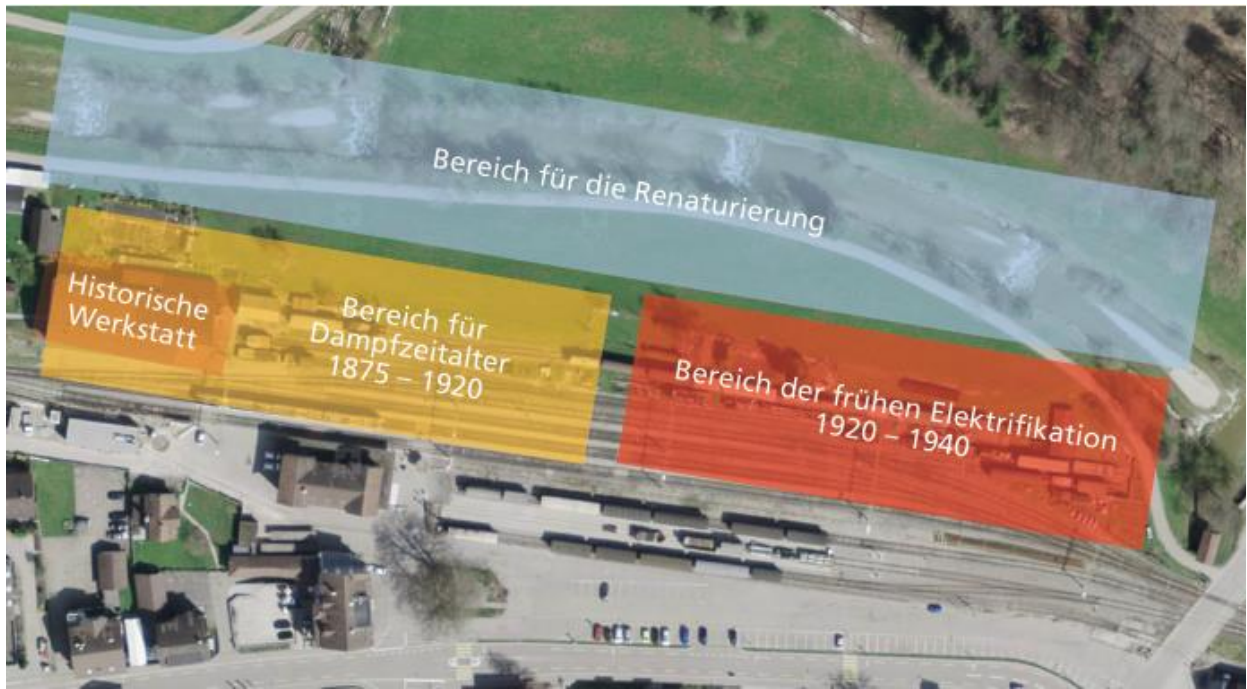 Bereich für die Renaturierung
Historische
Werkstatt
Bereich für
Dampfzeitalter
1875 – 1920
Bereich der frühen Elektrifikation
1920 – 1940